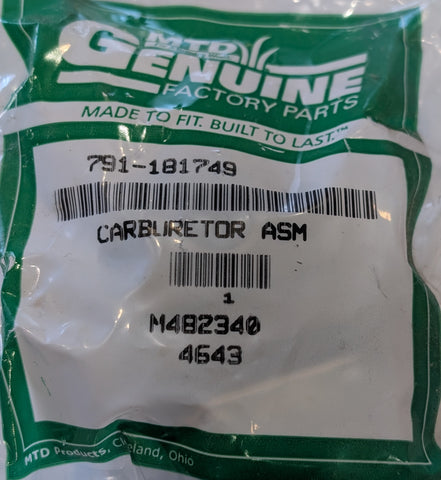 MTD
GENUINE
FACTORY PARTS
MADE TO FIT. BUILT TO LAST.™
791-181749
CARBURETOR ASM
1
M482340
4643
MTD Products, Cleveland, Ohio